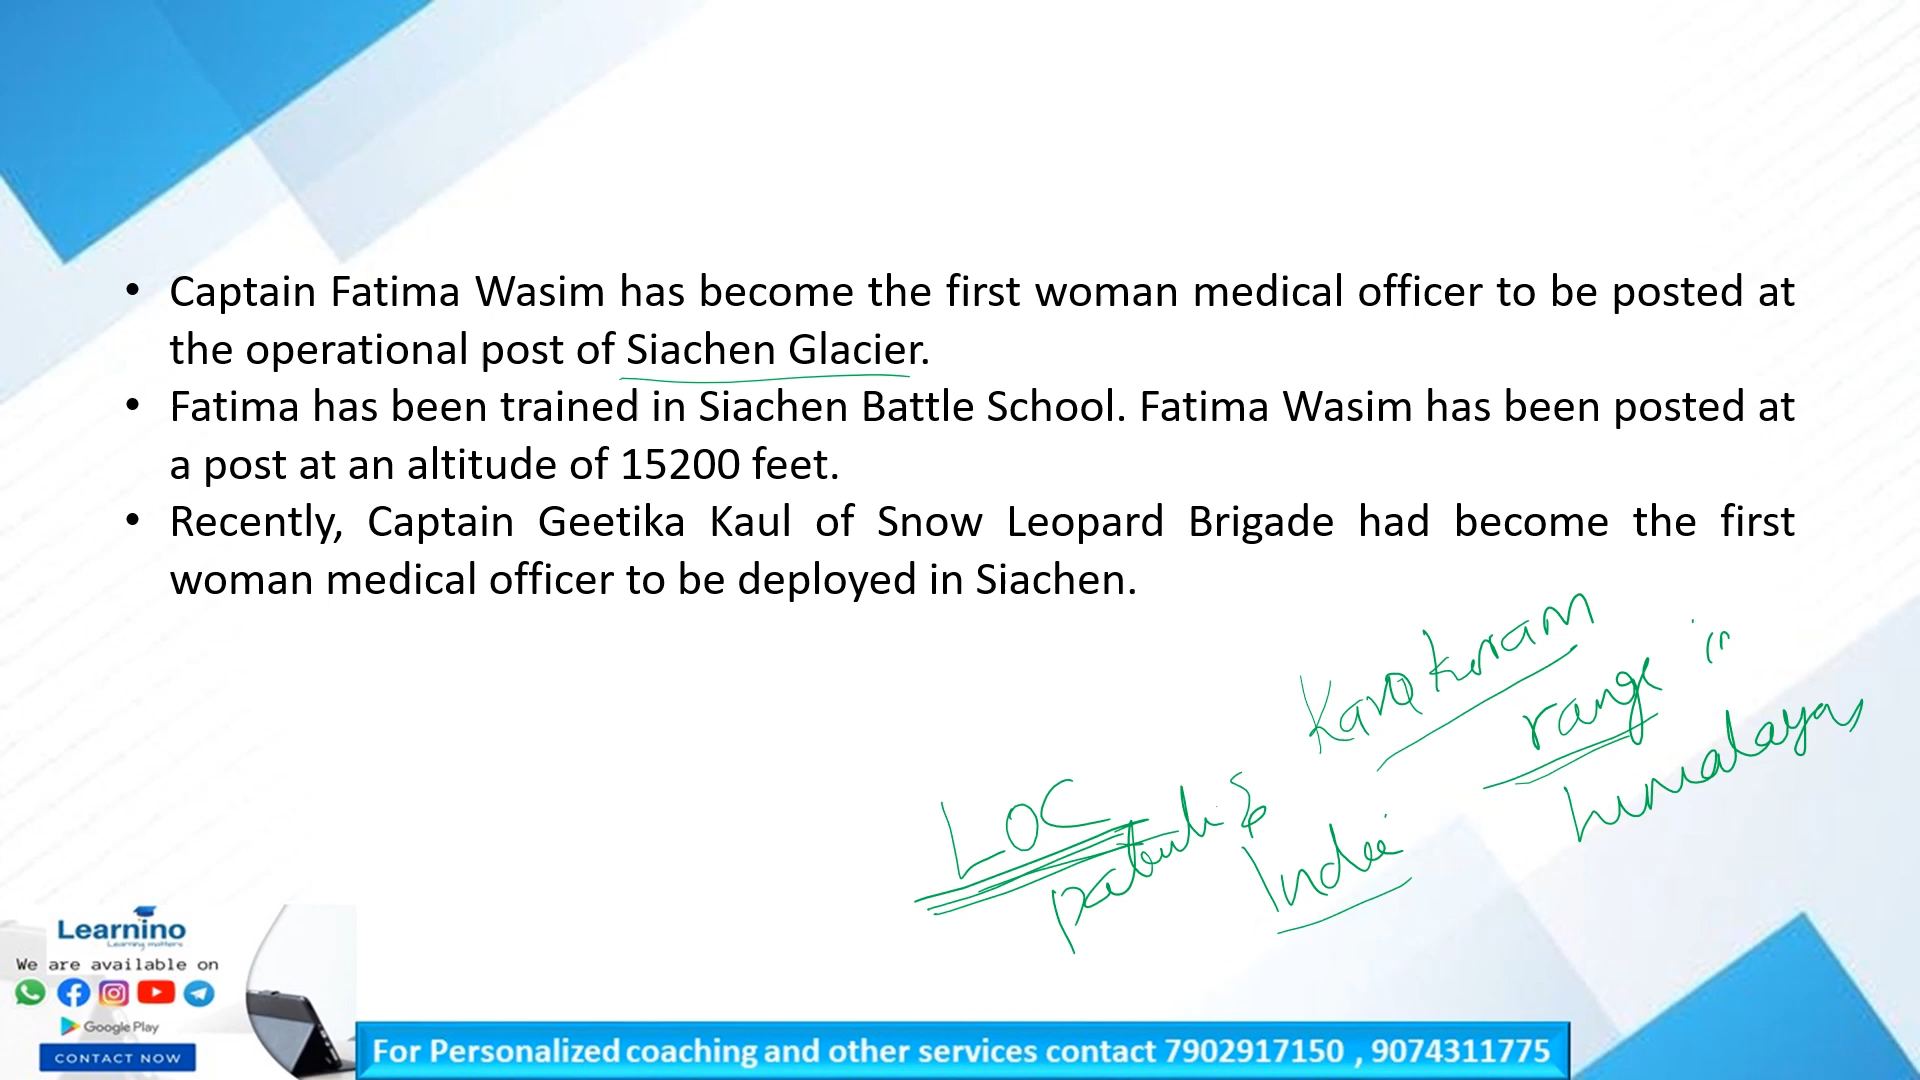 • Captain Fatima Wasim has become the first woman medical officer to be posted at
the operational post of Siachen Glacier.
• Fatima has been trained in Siachen Battle School. Fatima Wasim has been posted at
a post at an altitude of 15200 feet.
• Recently, Captain Geetika Kaul of Snow Leopard Brigade had become the first
woman medical officer to be deployed in Siachen.
Karakoram
range in
himalayas
LOC
&
India
Learnino
Learning matters
We are available on
Google Play
CONTACT NOW
For Personalized coaching and other services contact 7902917150 , 9074311775